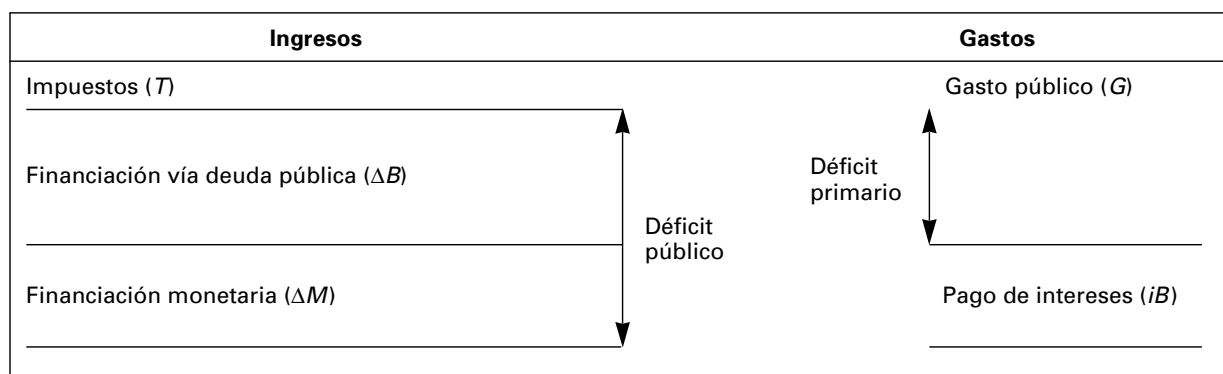 Ingresos Gastos
Impuestos (T) Gasto público (G)
Financiación vía deuda pública (ΔB)
Déficit
primario
Déficit
público
Financiación monetaria (ΔM) Pago de intereses (iB)